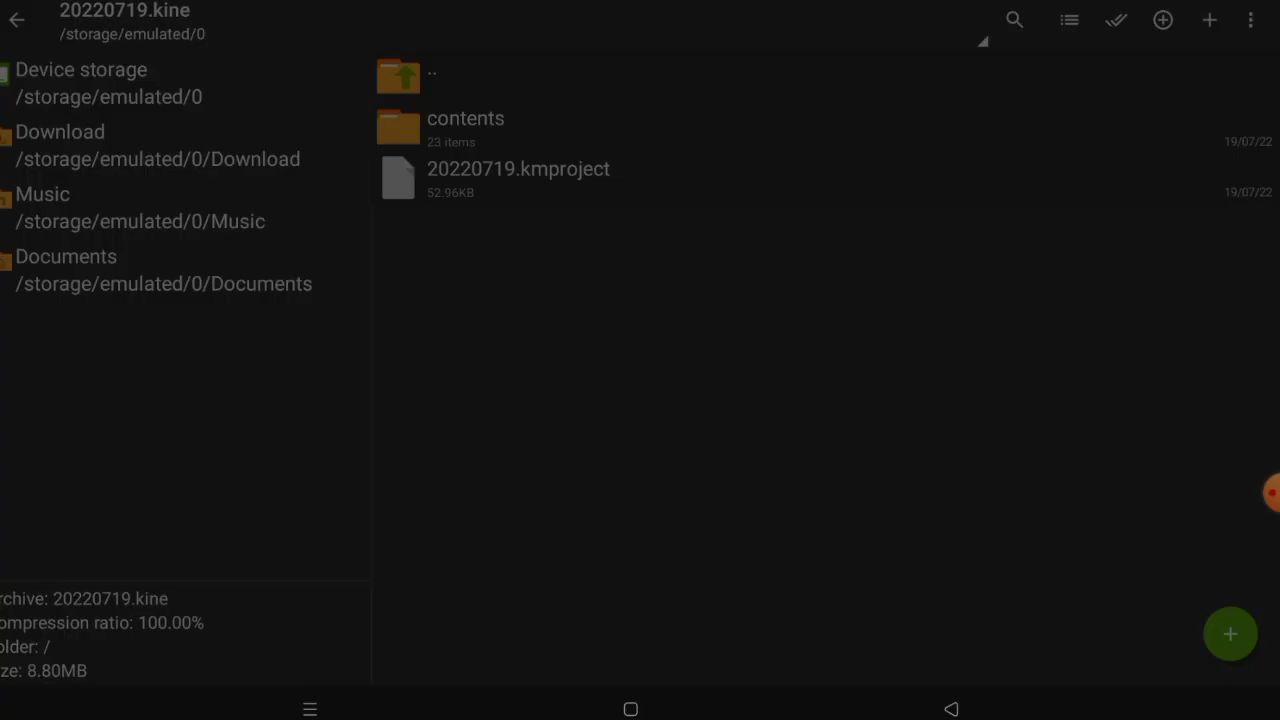 20220719.kine
/storage/emulated/0
Device storage
/storage/emulated/0
Download
/storage/emulated/0/Download
Music
/storage/emulated/0/Music
Documents
/storage/emulated/0/Documents
..
contents
23 items
19/07/22
20220719.kmproject
52.96KB
19/07/22
rchive: 20220719.kine
ompression ratio: 100.00%
older: /
ze: 8.80MB